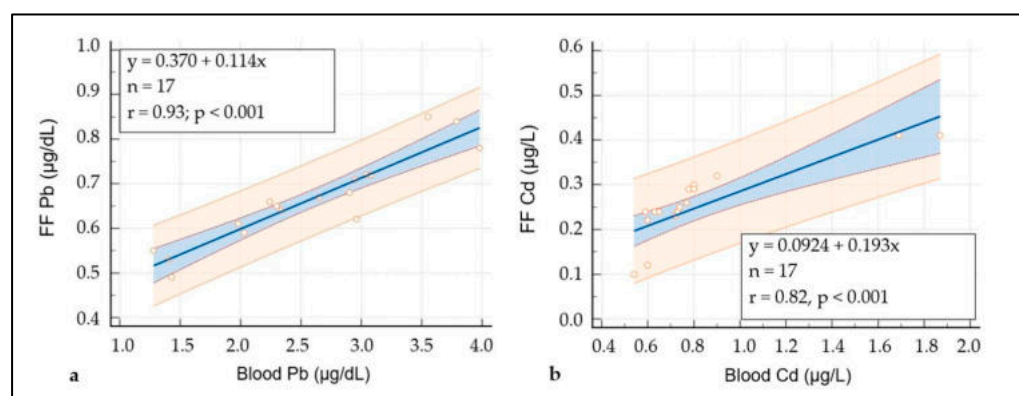 1.0
0.9
0.8
0.7
0.6
0.5
0.4
FF Pb (µg/dL)
y = 0.370 + 0.114x
n = 17
r = 0.93; p < 0.001
1.0 1.5 2.0 2.5 3.0 3.5 4.0
a Blood Pb (µg/dL)
0.6
0.5
0.4
0.3
0.2
0.1
0.0
FF Cd (µg/L)
y = 0.0924 + 0.193x
n = 17
r = 0.82, p < 0.001
0.4 0.6 0.8 1.0 1.2 1.4 1.6 1.8 2.0
b Blood Cd (µg/L)